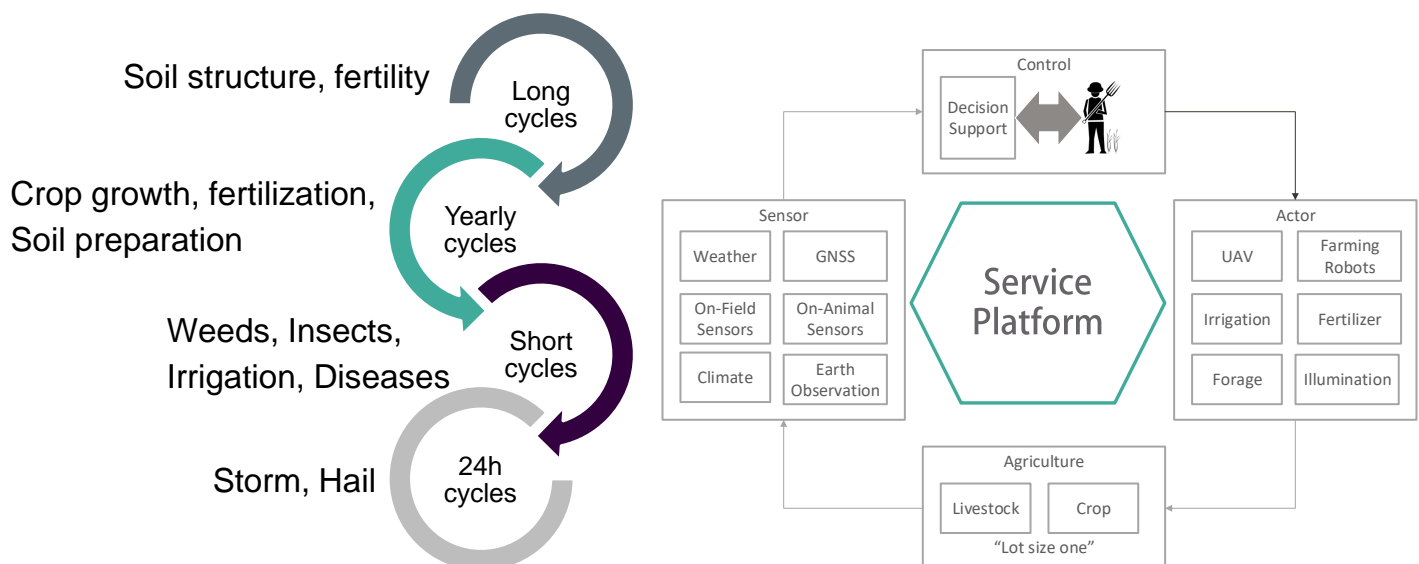 Soil structure, fertility
Long
cycles
Crop growth, fertilization,
Soil preparation
Yearly
cycles
Weeds, Insects,
Irrigation, Diseases
Short
cycles
Storm, Hail
24h
cycles
Control
Decision
Support
Sensor
Weather
GNSS
On-Field
Sensors
On-Animal
Sensors
Climate
Earth
Observation
Service
Platform
Actor
UAV
Farming
Robots
Irrigation
Fertilizer
Forage
Illumination
Agriculture
Livestock
Crop
“Lot size one”